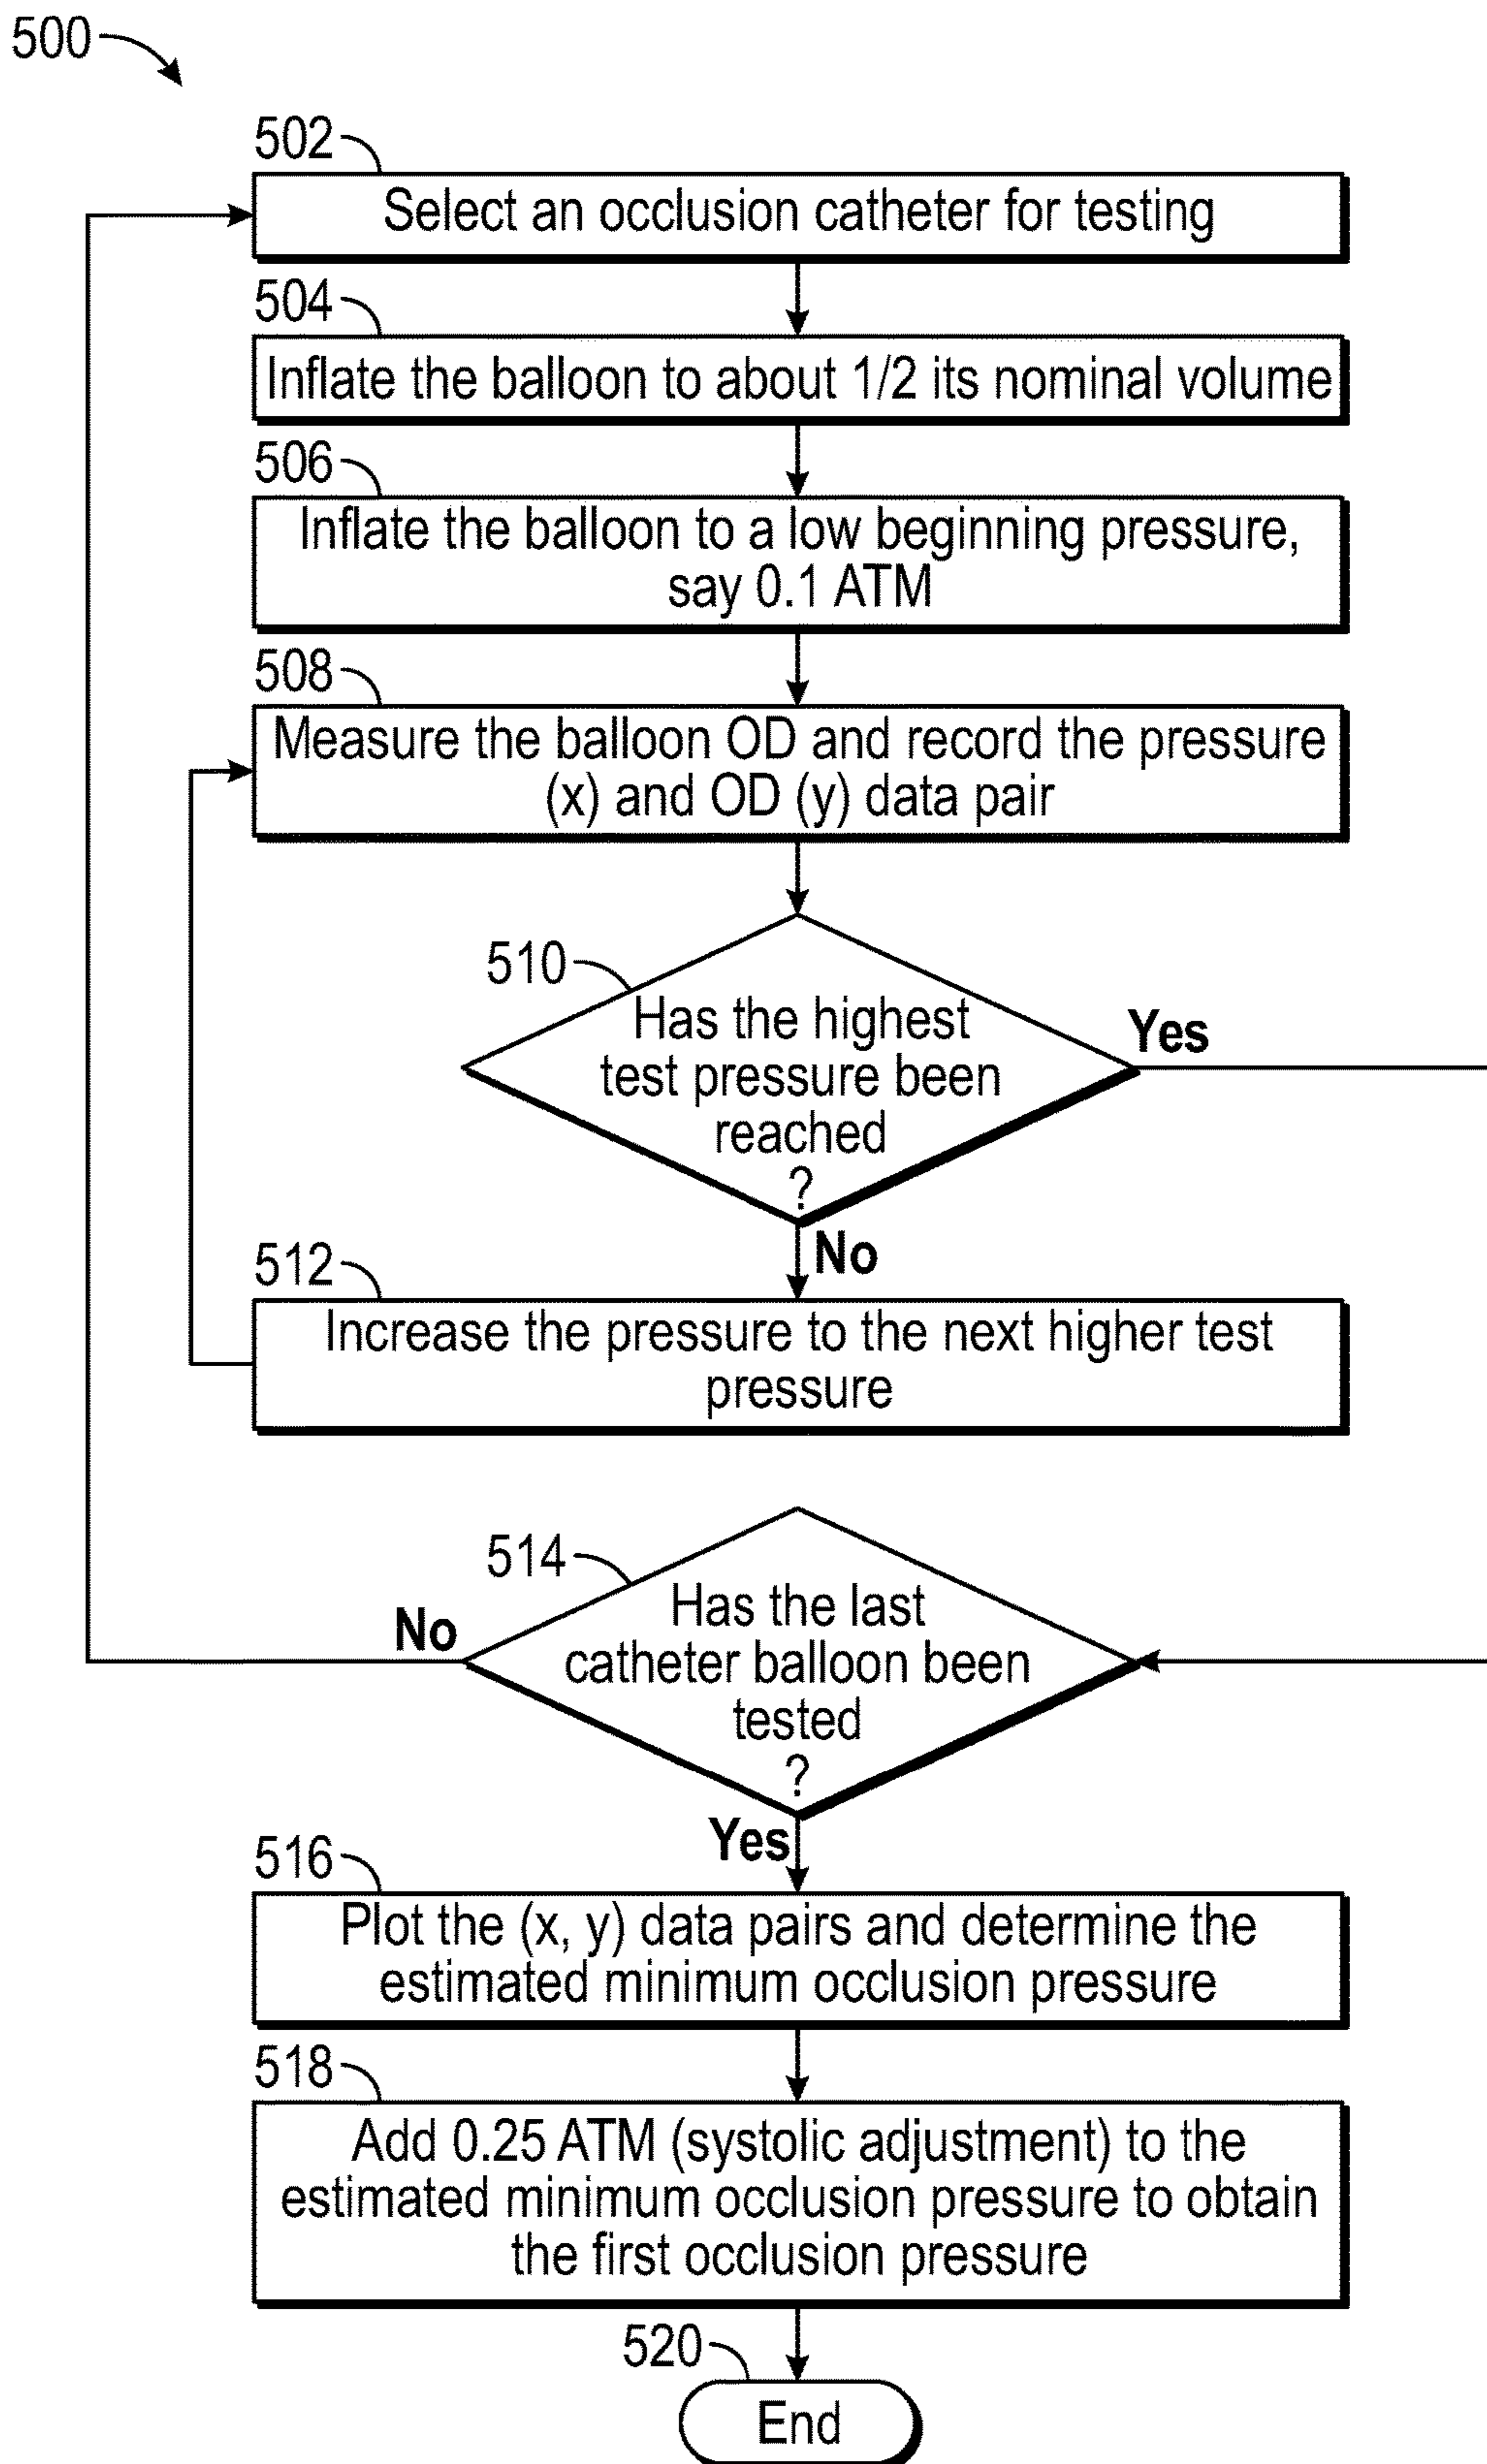 500
502
Select an occlusion catheter for testing
504
Inflate the balloon to about 1/2 its nominal volume
506
Inflate the balloon to a low beginning pressure,
say 0.1 ATM
508
Measure the balloon OD and record the pressure
(x) and OD (y) data pair
510
Has the highest
test pressure been
reached
?
Yes
No
512
Increase the pressure to the next higher test
pressure
514
Has the last
catheter balloon been
tested
?
No
Yes
516
Plot the (x, y) data pairs and determine the
estimated minimum occlusion pressure
518
Add 0.25 ATM (systolic adjustment) to the
estimated minimum occlusion pressure to obtain
the first occlusion pressure
520
End